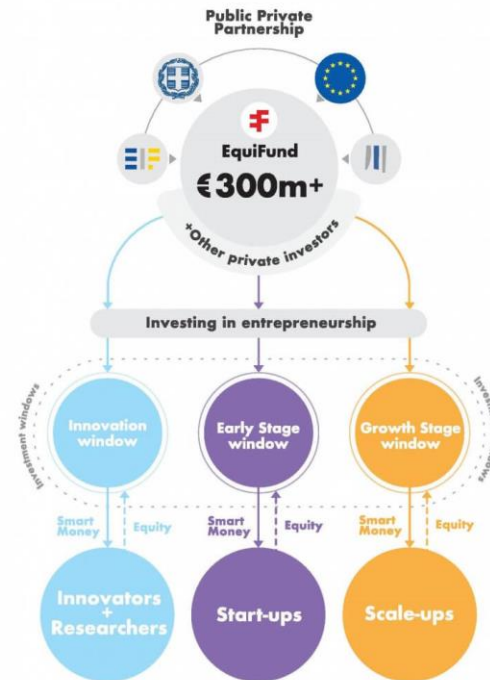 Public Private
Partnership
EIF
EquiFund
€300m+
+Other private investors
Investing in entrepreneurship
Investment windows
Innovation
window
Early Stage
window
Growth Stage
window
Smart
Money
Equity
Smart
Money
Equity
Smart
Money
Equity
Innovators
+
Researchers
Start-ups
Scale-ups